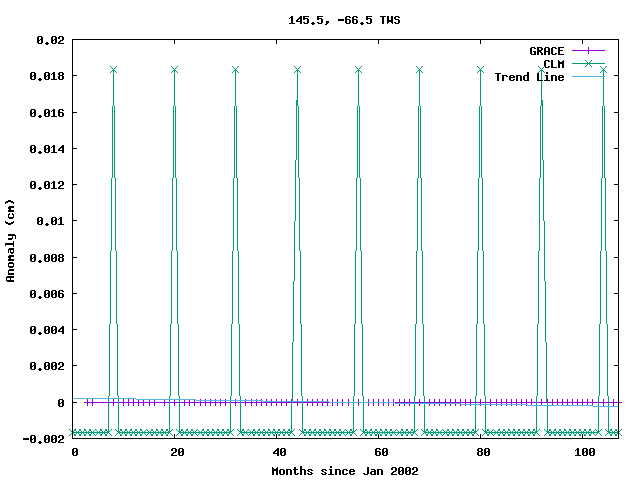 145.5, -66.5 TWS
GRACE
CLM
Trend Line
0.02
0.018
0.016
0.014
0.012
0.01
0.008
0.006
0.004
0.002
0
-0.002
Anomaly (cm)
0 20 40 60 80 100
Months since Jan 2002